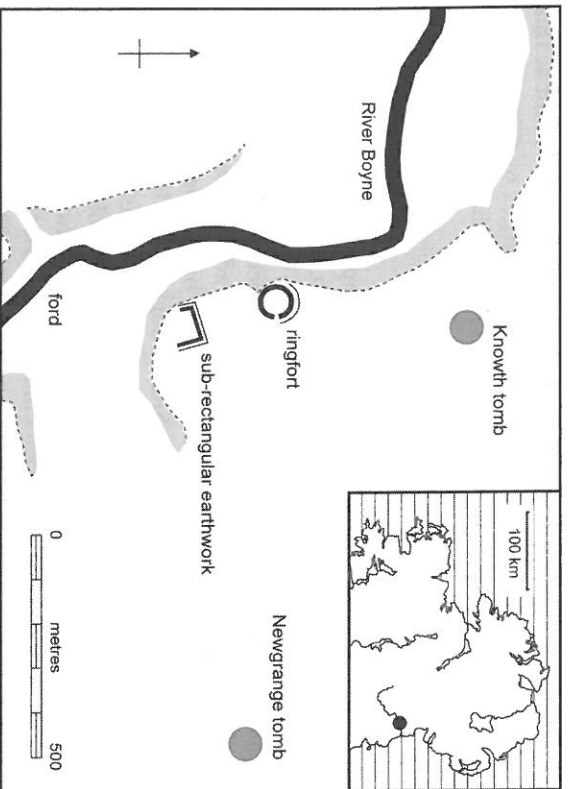 River Boyne
Knowth tomb
100 km
ringfort
sub-rectangular earthwork
ford
Newgrange tomb
0 metres 500